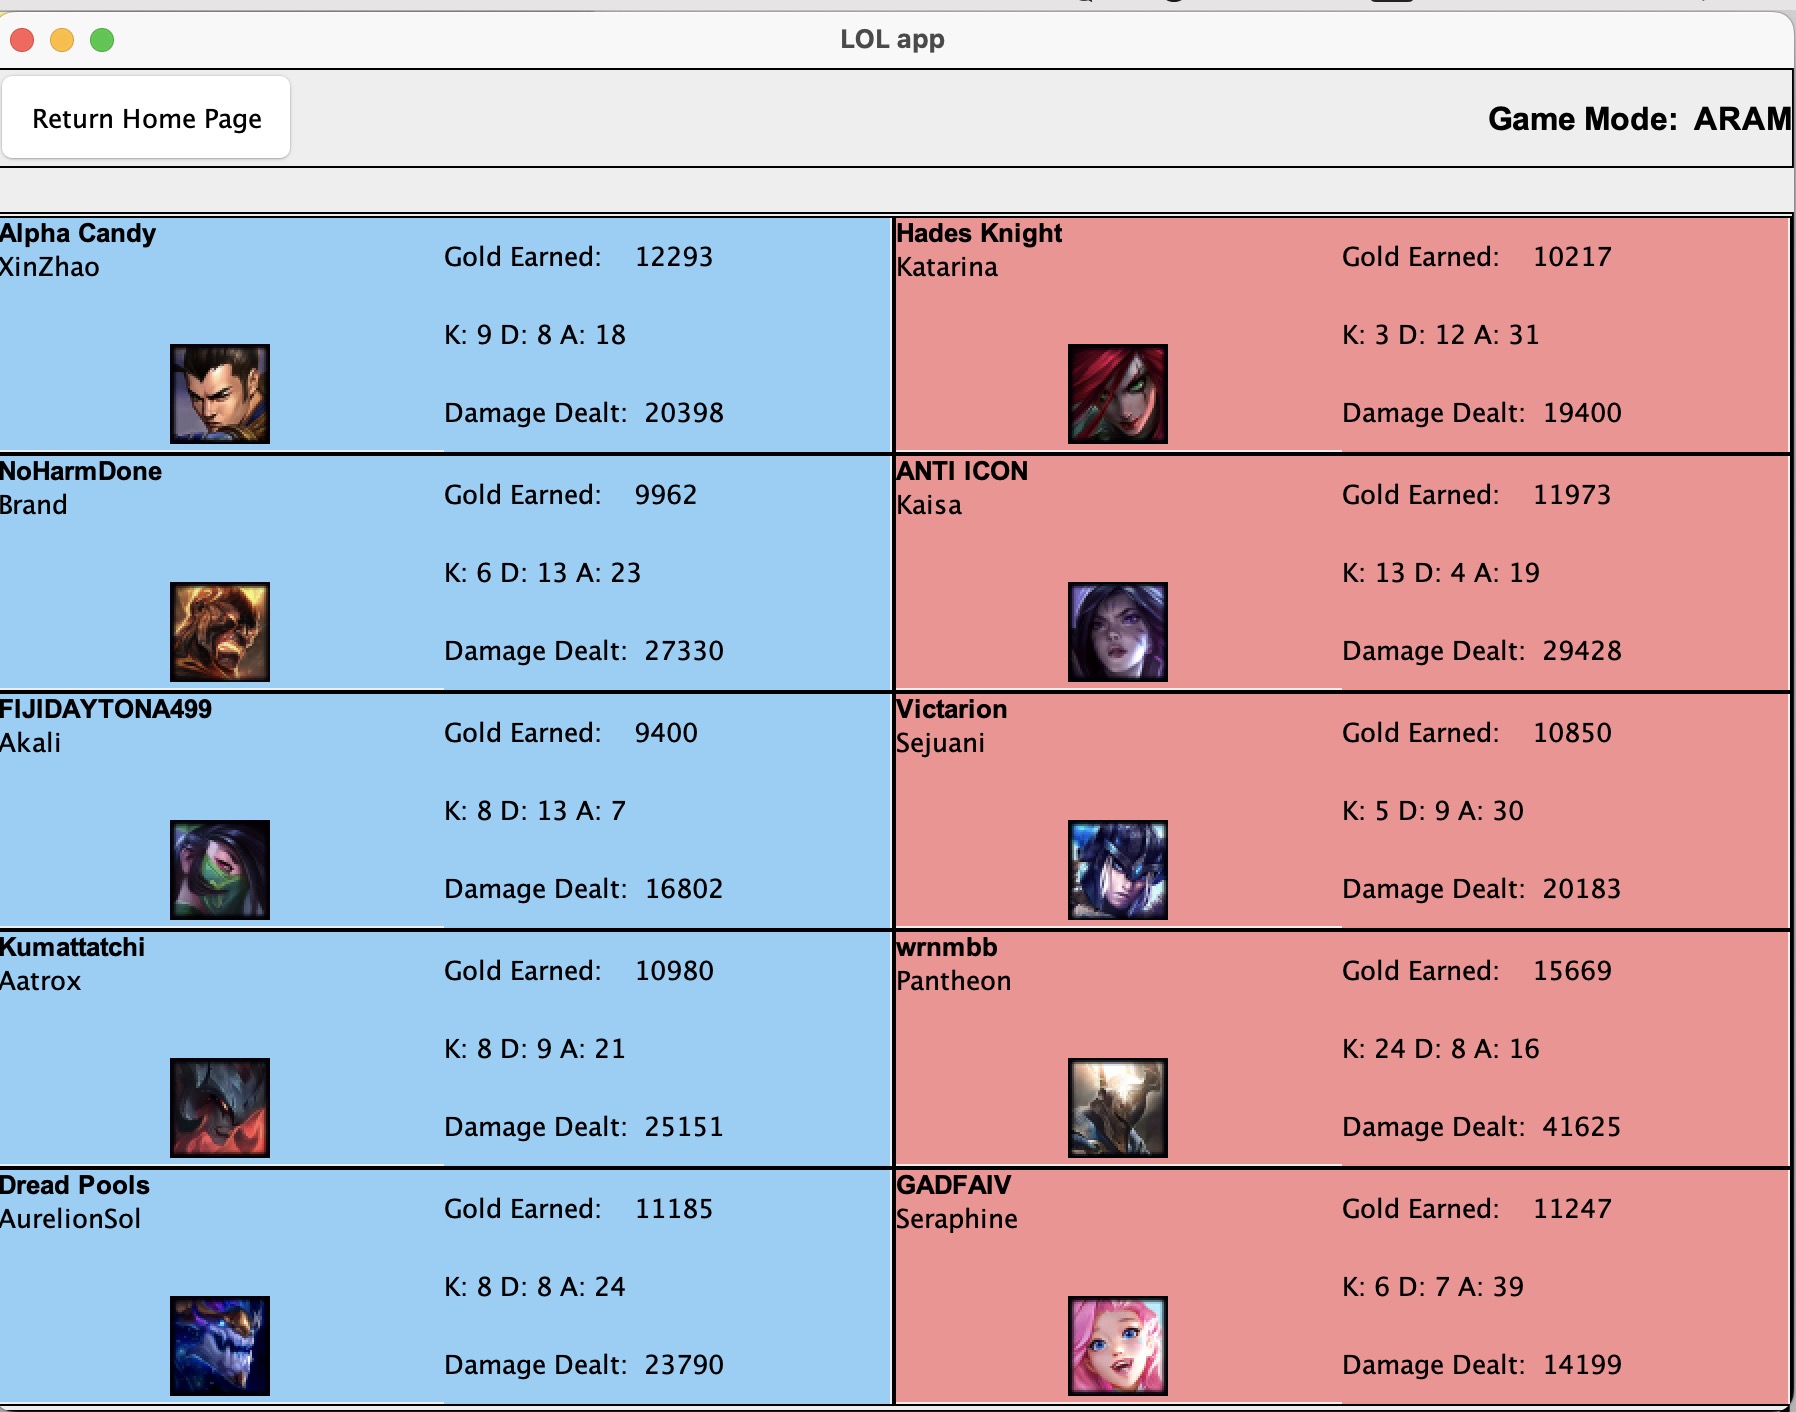 LOL app
Return Home Page
Game Mode: ARAM
Alpha Candy
XinZhao
Gold Earned: 12293
K: 9 D: 8 A: 18
Damage Dealt: 20398
Hades Knight
Katarina
Gold Earned: 10217
K: 3 D: 12 A: 31
Damage Dealt: 19400
NoHarmDone
Brand
Gold Earned: 9962
K: 6 D: 13 A: 23
Damage Dealt: 27330
ANTI ICON
Kaisa
Gold Earned: 11973
K: 13 D: 4 A: 19
Damage Dealt: 29428
FIJIDAYTONA499
Akali
Gold Earned: 9400
K: 8 D: 13 A: 7
Damage Dealt: 16802
Victarion
Sejuani
Gold Earned: 10850
K: 5 D: 9 A: 30
Damage Dealt: 20183
Kumattatchi
Aatrox
Gold Earned: 10980
K: 8 D: 9 A: 21
Damage Dealt: 25151
wrnmbb
Pantheon
Gold Earned: 15669
K: 24 D: 8 A: 16
Damage Dealt: 41625
Dread Pools
AurelionSol
Gold Earned: 11185
K: 8 D: 8 A: 24
Damage Dealt: 23790
GADFAIV
Seraphine
Gold Earned: 11247
K: 6 D: 7 A: 39
Damage Dealt: 14199